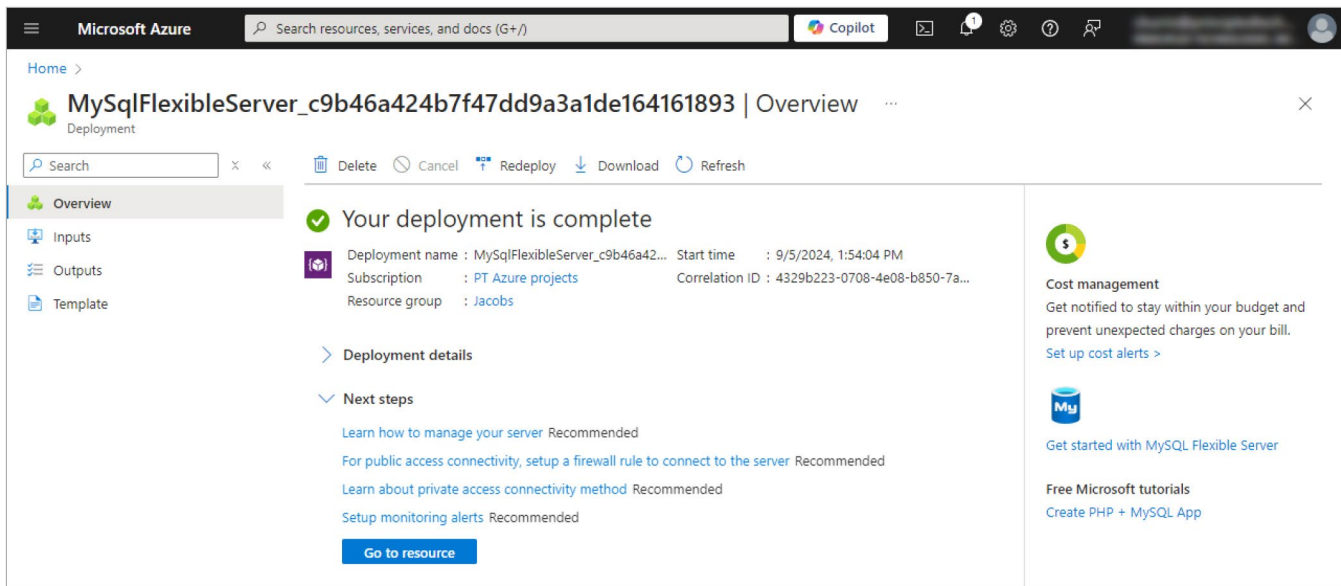 Microsoft Azure
Search resources, services, and docs (G+/)
Copilot
1
Home >
MySqlFlexibleServer_c9b46a424b7f47dd9a3a1de164161893 | Overview ...
Deployment
Search
Delete Cancel Redeploy Download Refresh
Overview
Inputs
Outputs
Template
Your deployment is complete
Deployment name : MySqlFlexibleServer_c9b46a42... Start time : 9/5/2024, 1:54:04 PM
Subscription : PT Azure projects Correlation ID : 4329b223-0708-4e08-b850-7a...
Resource group : Jacobs
Deployment details
Next steps
Learn how to manage your server Recommended
For public access connectivity, setup a firewall rule to connect to the server Recommended
Learn about private access connectivity method Recommended
Setup monitoring alerts Recommended
Go to resource
$
Cost management
Get notified to stay within your budget and
prevent unexpected charges on your bill.
Set up cost alerts >
My
Get started with MySQL Flexible Server
Free Microsoft tutorials
Create PHP + MySQL App